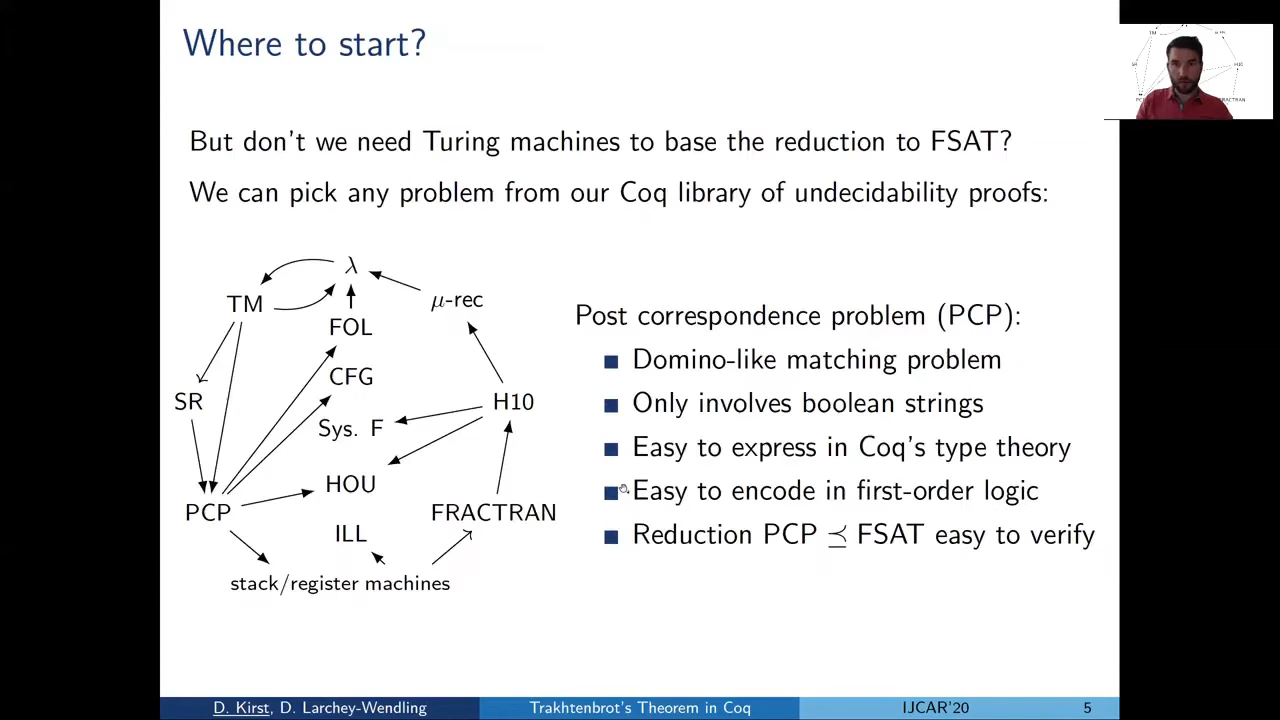 Where to start?
But don't we need Turing machines to base the reduction to FSAT?
We can pick any problem from our Coq library of undecidability proofs:
λ
TM
μ-rec
FOL
CFG
SR
H10
Sys. F
HOU
PCP
FRACTRAN
ILL
stack/register machines
Post correspondence problem (PCP):
Domino-like matching problem
Only involves boolean strings
Easy to express in Coq's type theory
Easy to encode in first-order logic
Reduction PCP ⪯ FSAT easy to verify
D. Kirst, D. Larchey-Wendling
Trakhtenbrot's Theorem in Coq
IJCAR'20
5
TM
SR
H10
FRACTRAN